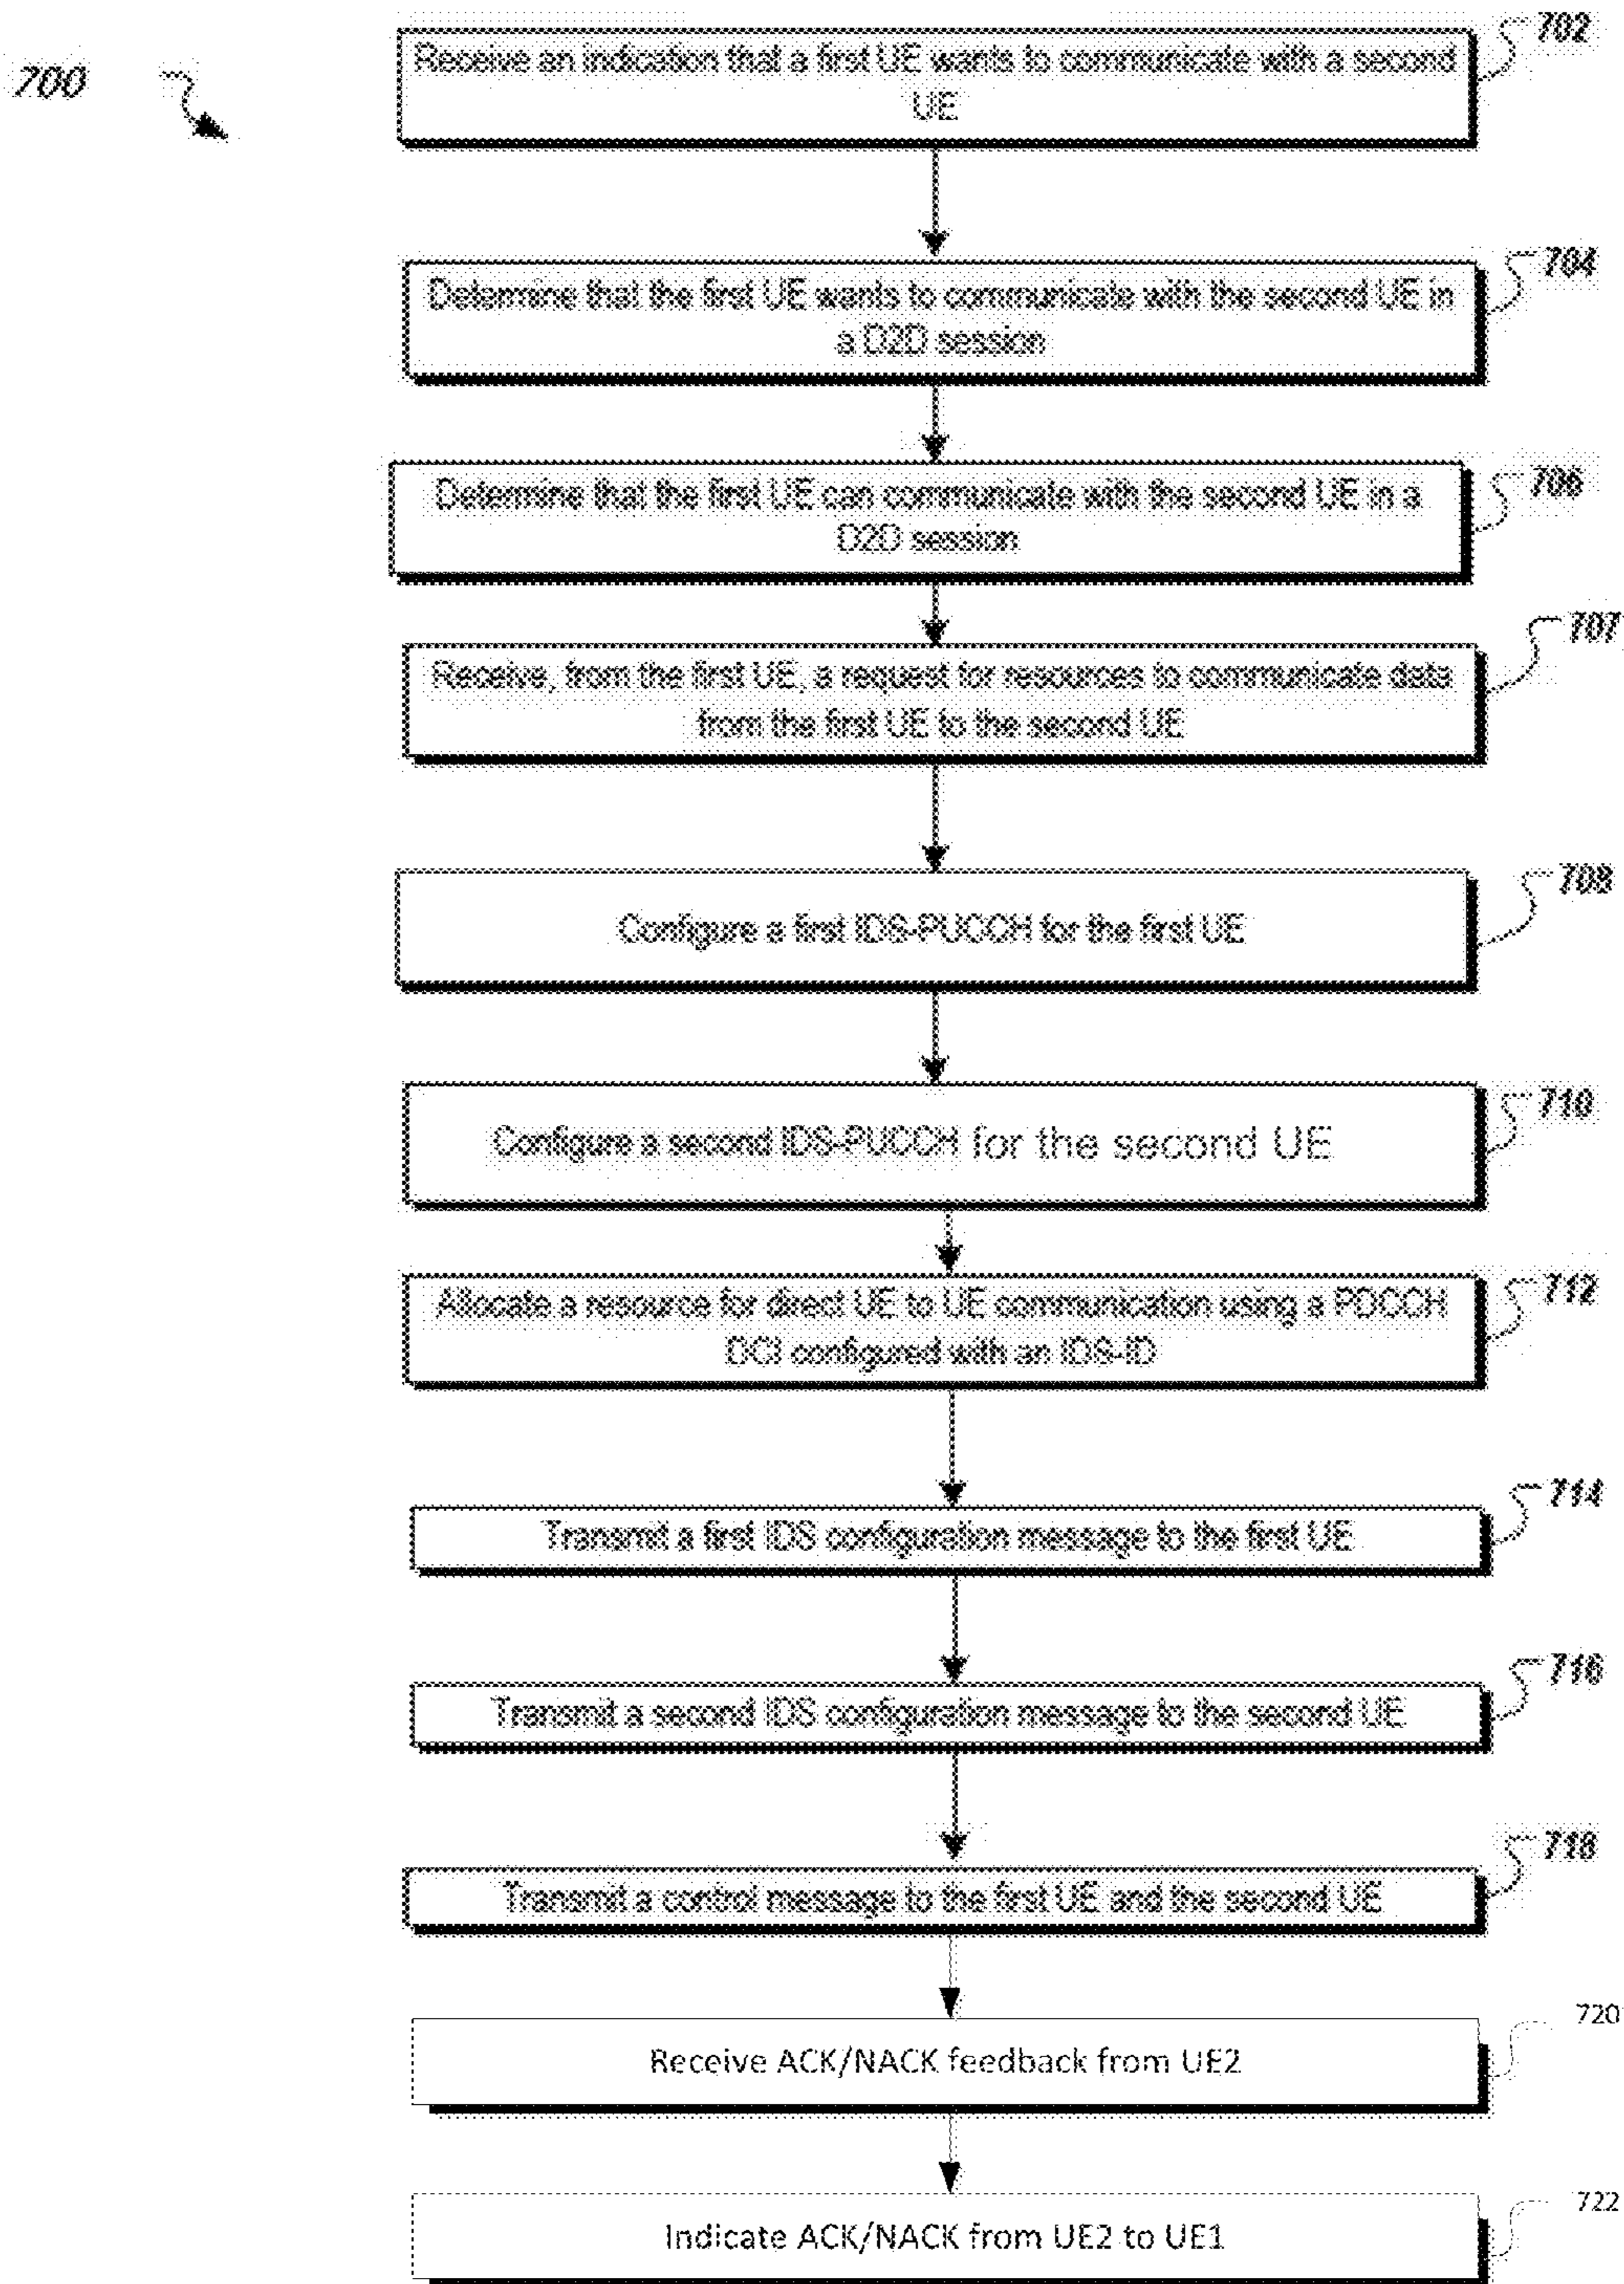 700
702
Receive an indication that a first UE wants to communicate with a second
UE
704
Determine that the first UE wants to communicate with the second UE in
a D2D session
706
Determine that the first UE can communicate with the second UE in a
D2D session
707
Receive, from the first UE, a request for resources to communicate data
from the first UE to the second UE
708
Configure a first IDS-PUCCH for the first UE
710
Configure a second IDS-PUCCH for the second UE
712
Allocate a resource for direct UE to UE communication using a PDCCH
DCI configured with an IDS-ID
714
Transmit a first IDS configuration message to the first UE
716
Transmit a second IDS configuration message to the second UE
718
Transmit a control message to the first UE and the second UE
720
Receive ACK/NACK feedback from UE2
722
Indicate ACK/NACK from UE2 to UE1